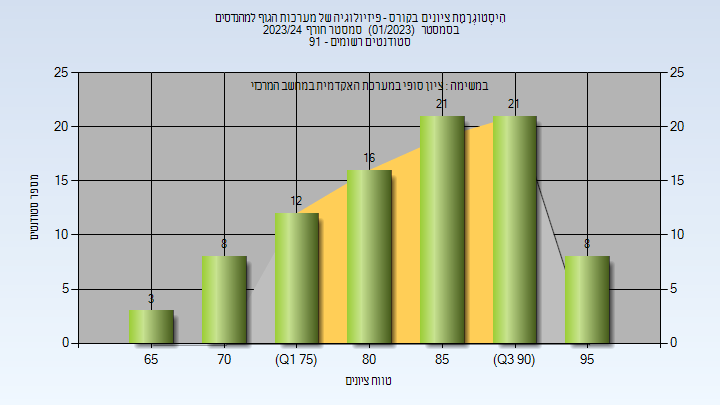 היסטוגרמת ציונים בקורס - פיזיולוגיה של מערכות הגוף למהנדסים
בסמסטר (01/2023) סמסטר חורף 2023/24
סטודנטים רשומים - 91
במשימה : ציון סופי במערכת האקדמית במחשב המרכזי
מספר סטודנטים
25 25
20 20
15 15
10 10
5 5
0 0
3 8 12 16 21 21 8
65 70 (Q1 75) 80 85 (Q3 90) 95
טווח ציונים